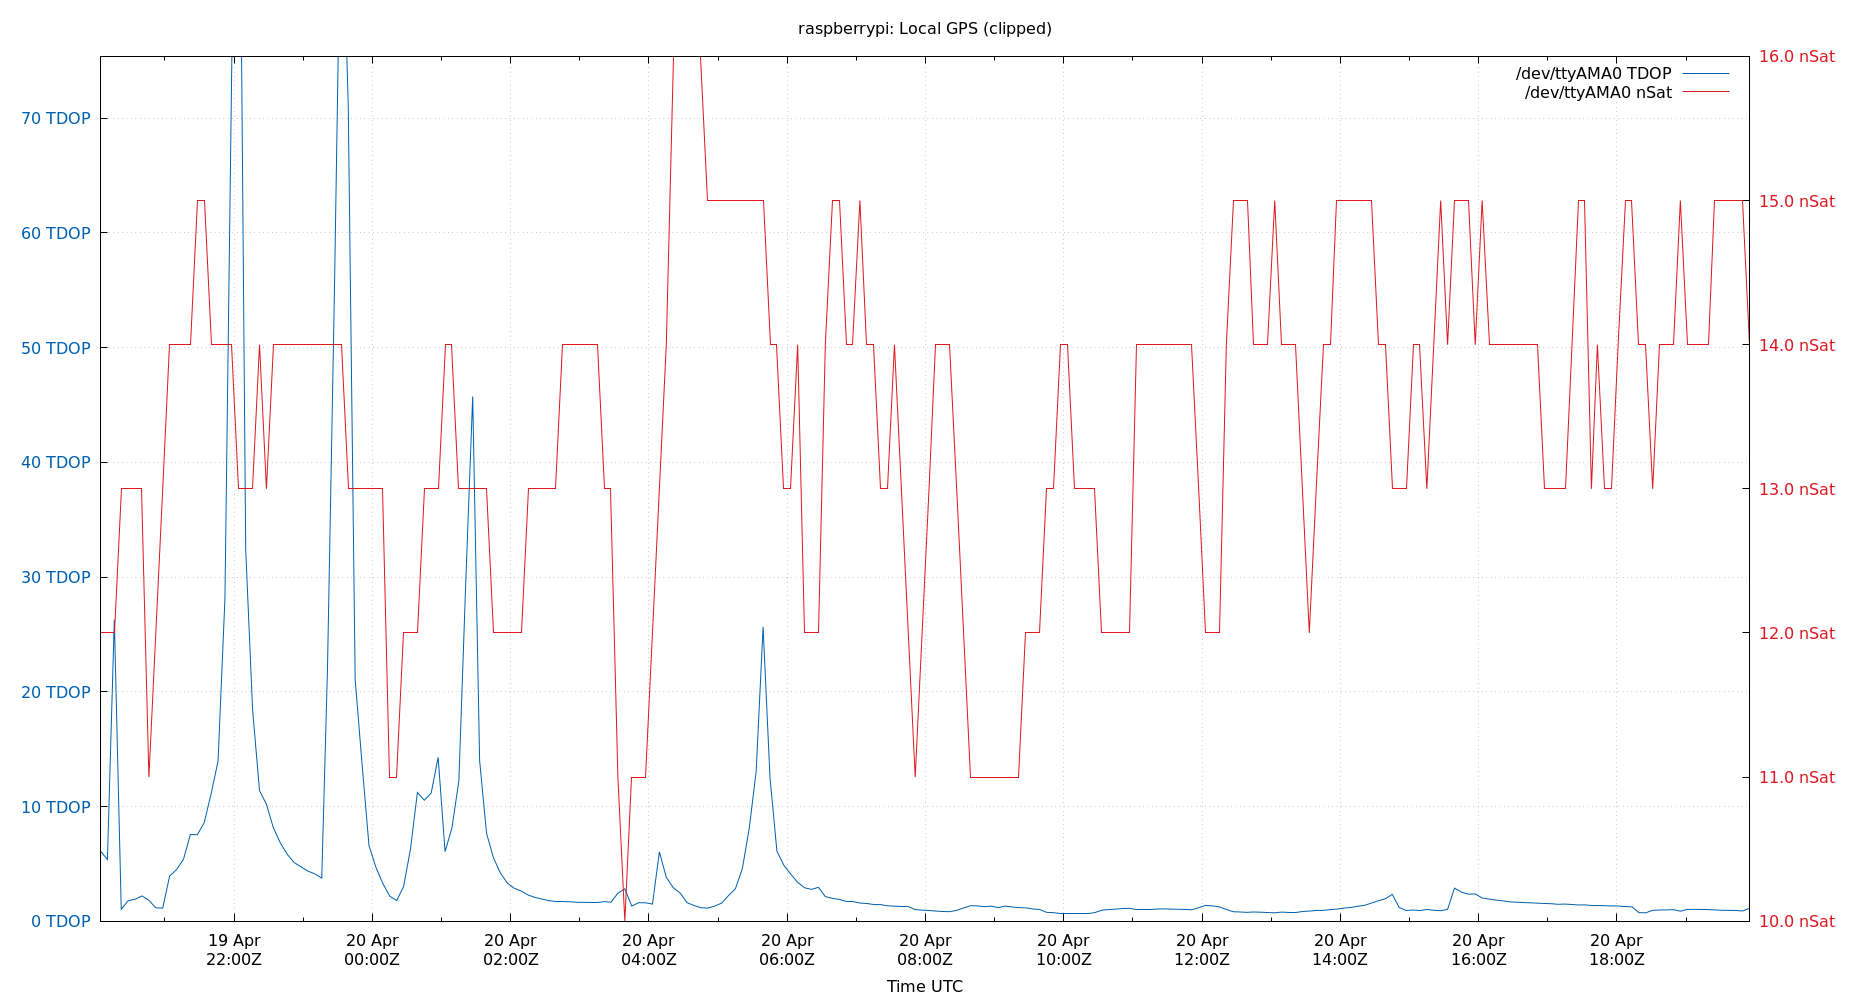 raspberrypi: Local GPS (clipped)
/dev/ttyAMA0 TDOP
/dev/ttyAMA0 nSat
70 TDOP
60 TDOP
50 TDOP
40 TDOP
30 TDOP
20 TDOP
10 TDOP
0 TDOP
16.0 nSat
15.0 nSat
14.0 nSat
13.0 nSat
12.0 nSat
11.0 nSat
10.0 nSat
19 Apr 20 Apr 20 Apr 20 Apr 20 Apr 20 Apr 20 Apr 20 Apr 20 Apr 20 Apr 20 Apr
22:00Z 00:00Z 02:00Z 04:00Z 06:00Z 08:00Z 10:00Z 12:00Z 14:00Z 16:00Z 18:00Z
Time UTC